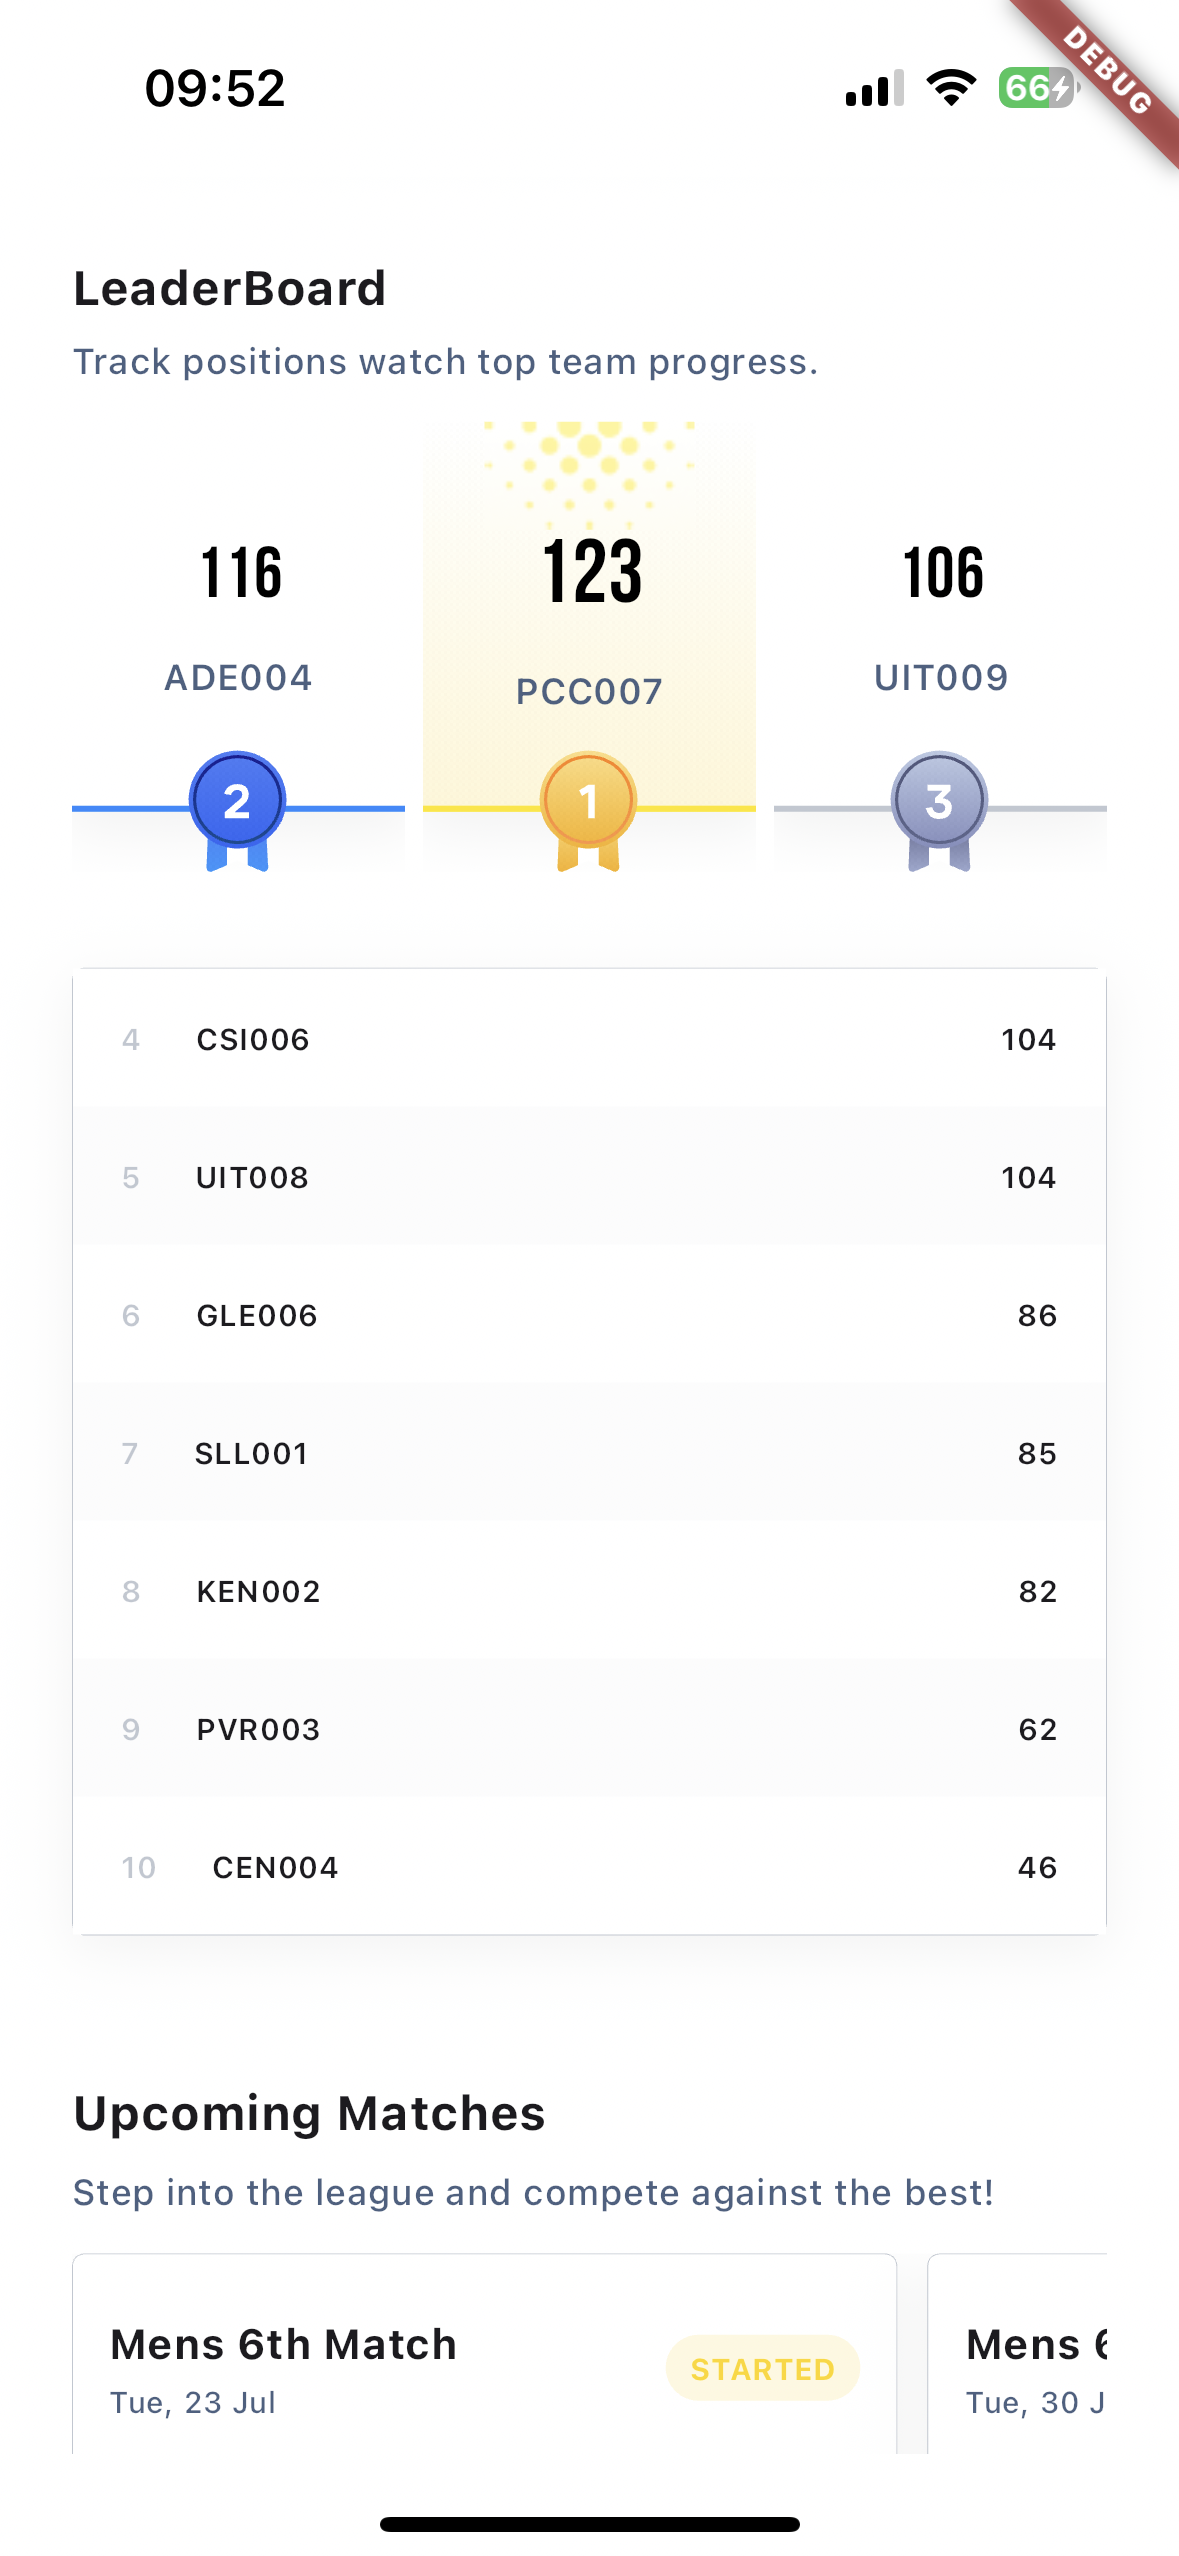 09:52
66
DEBUG
LeaderBoard
Track positions watch top team progress.
116
123
106
ADE004
PCC007
UIT009
2
1
3
4 CSI006 104
5 UIT008 104
6 GLE006 86
7 SLL001 85
8 KEN002 82
9 PVR003 62
10 CEN004 46
Upcoming Matches
Step into the league and compete against the best!
Mens 6th Match
STARTED
Tue, 23 Jul
Mens 6
Tue, 30 J